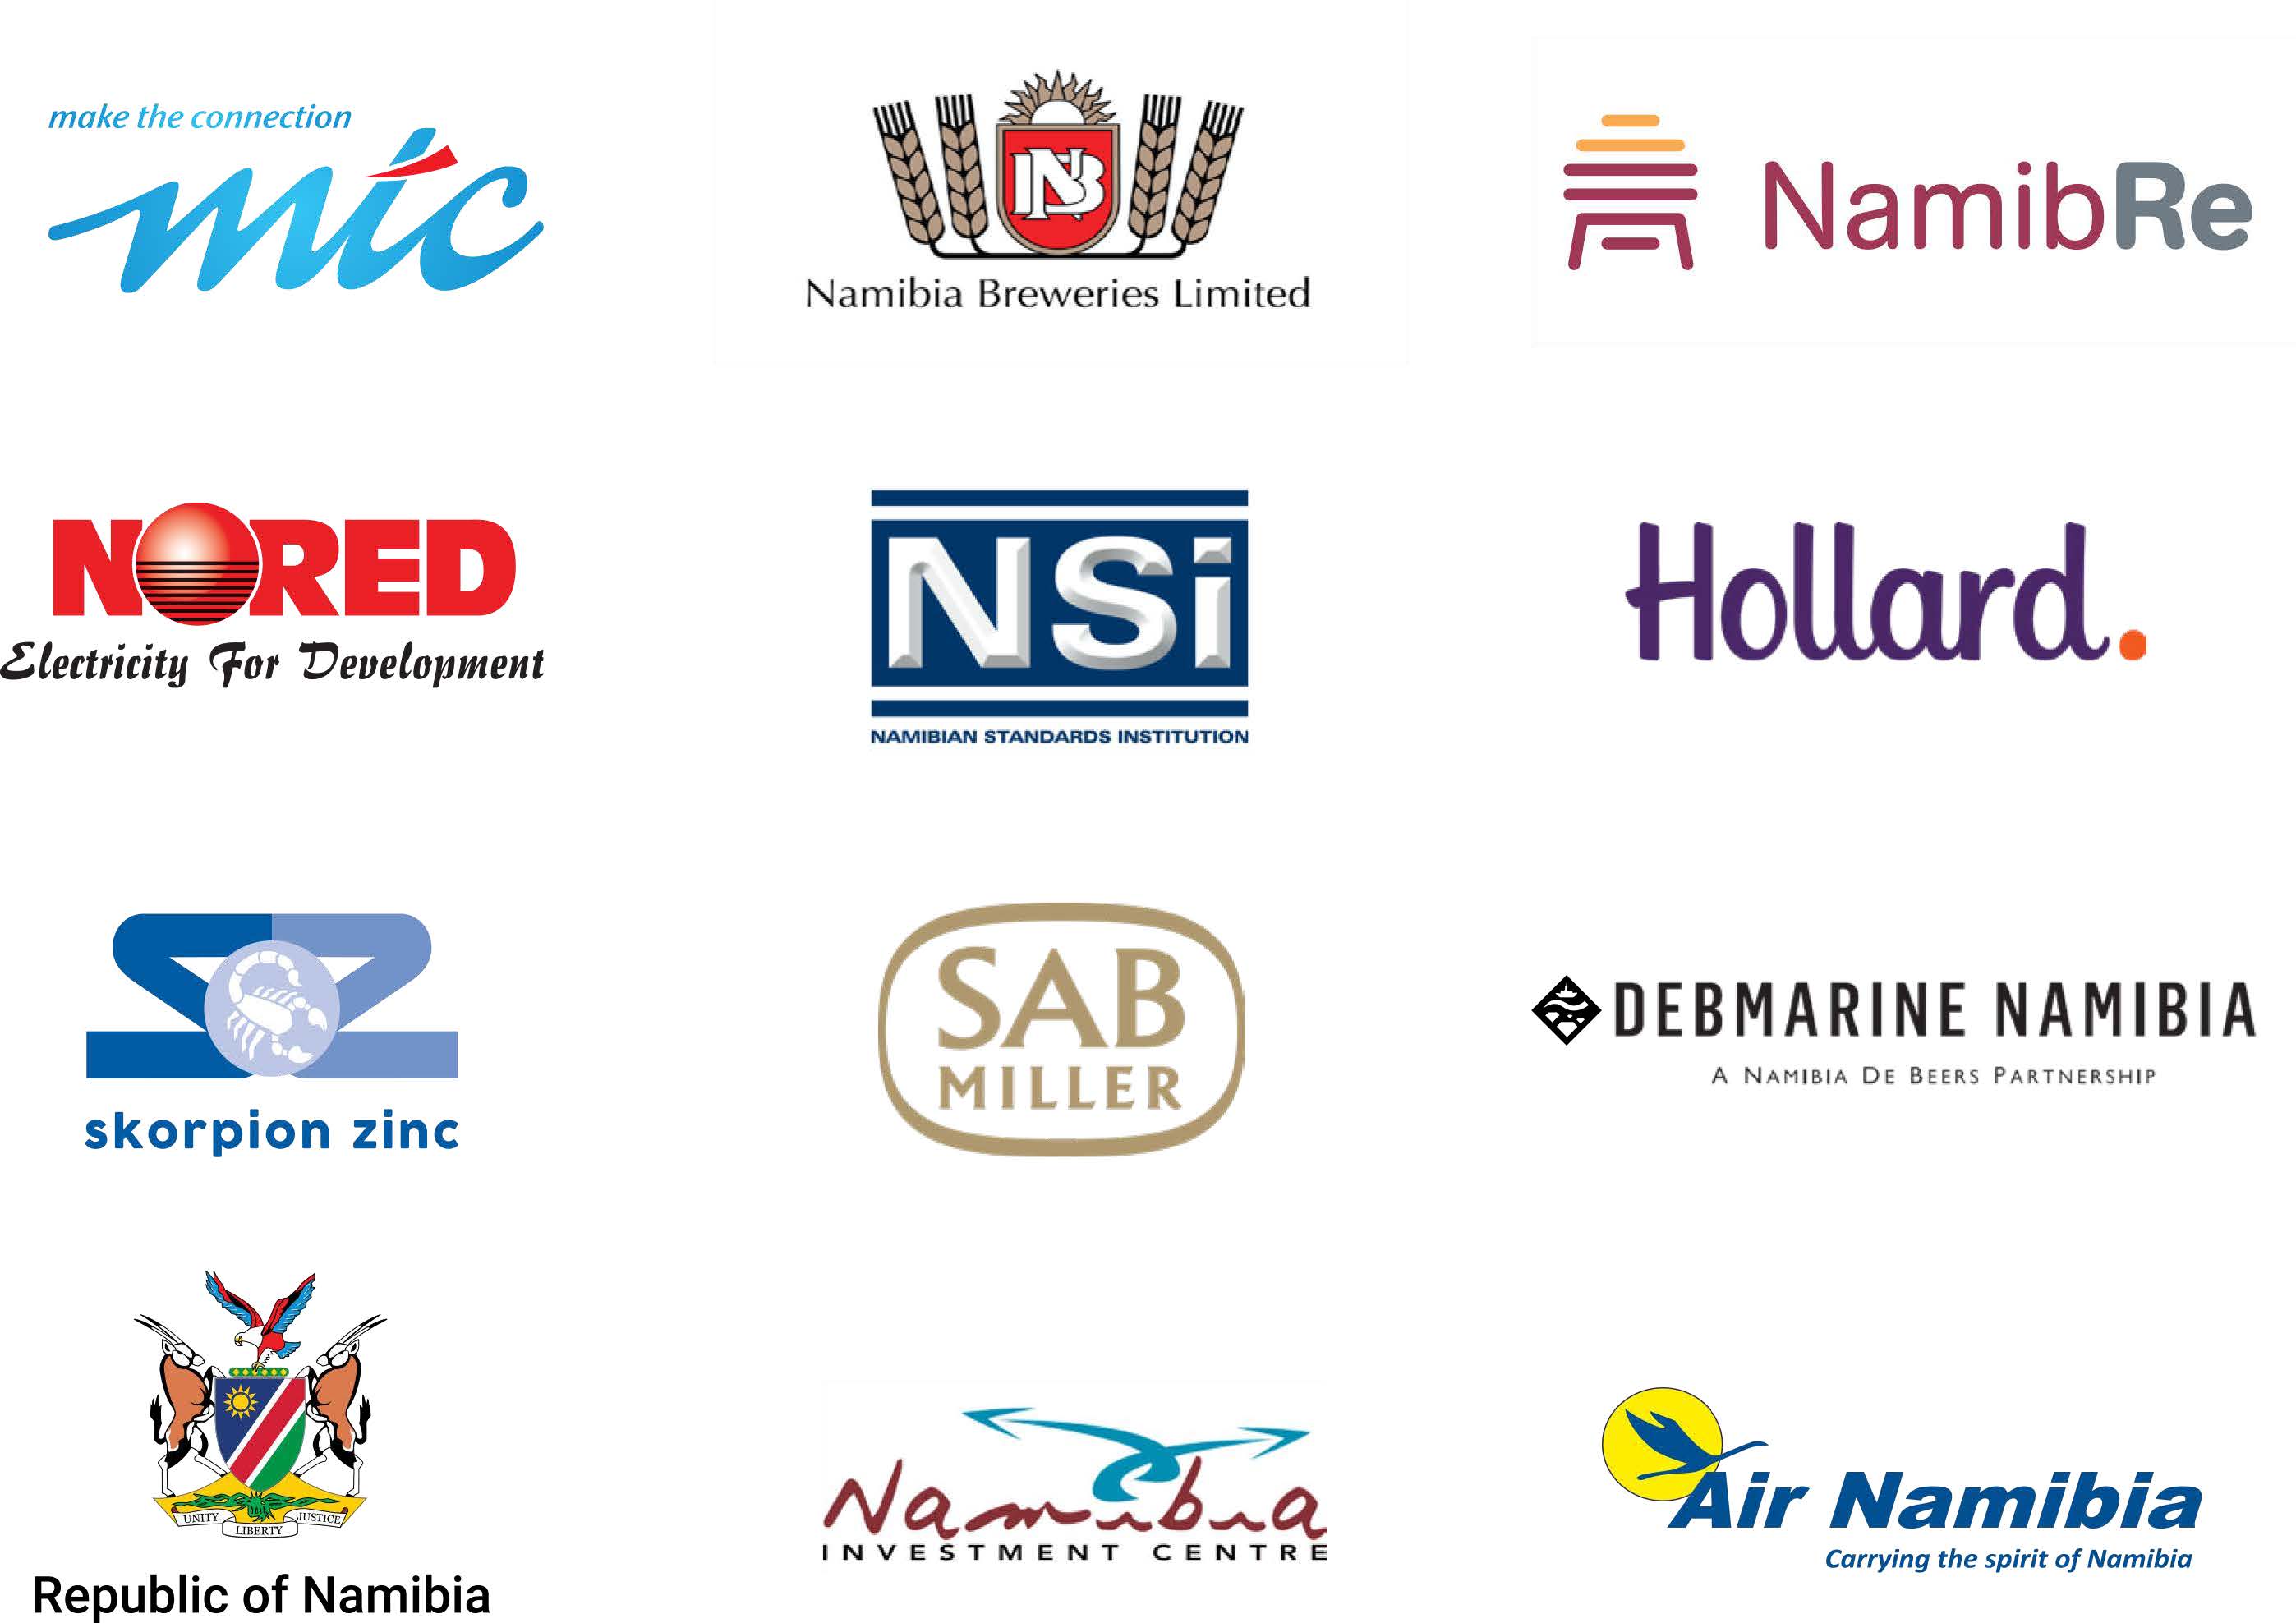 make the connection
mtc
NB
Namibia Breweries Limited
NamibRe
NORED
Electricity For Development
NSi
NAMIBIAN STANDARDS INSTITUTION
Hollard.
skorpion zinc
SAB
MILLER
DEBMARINE NAMIBIA
A NAMIBIA DE BEERS PARTNERSHIP
UNITY LIBERTY JUSTICE
Republic of Namibia
Namibia
INVESTMENT CENTRE
Air Namibia
Carrying the spirit of Namibia